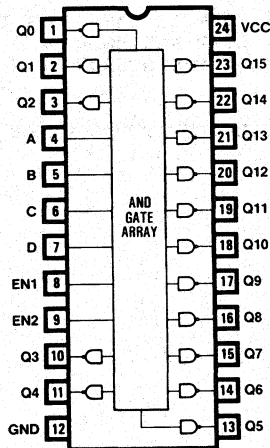 Q0 1 24 VCC
Q1 2 23 Q15
Q2 3 22 Q14
A 4 21 Q13
B 5 20 Q12
C 6 19 Q11
D 7 18 Q10
EN1 8 17 Q9
EN2 9 16 Q8
Q3 10 15 Q7
Q4 11 14 Q6
GND 12 13 Q5
AND
GATE
ARRAY